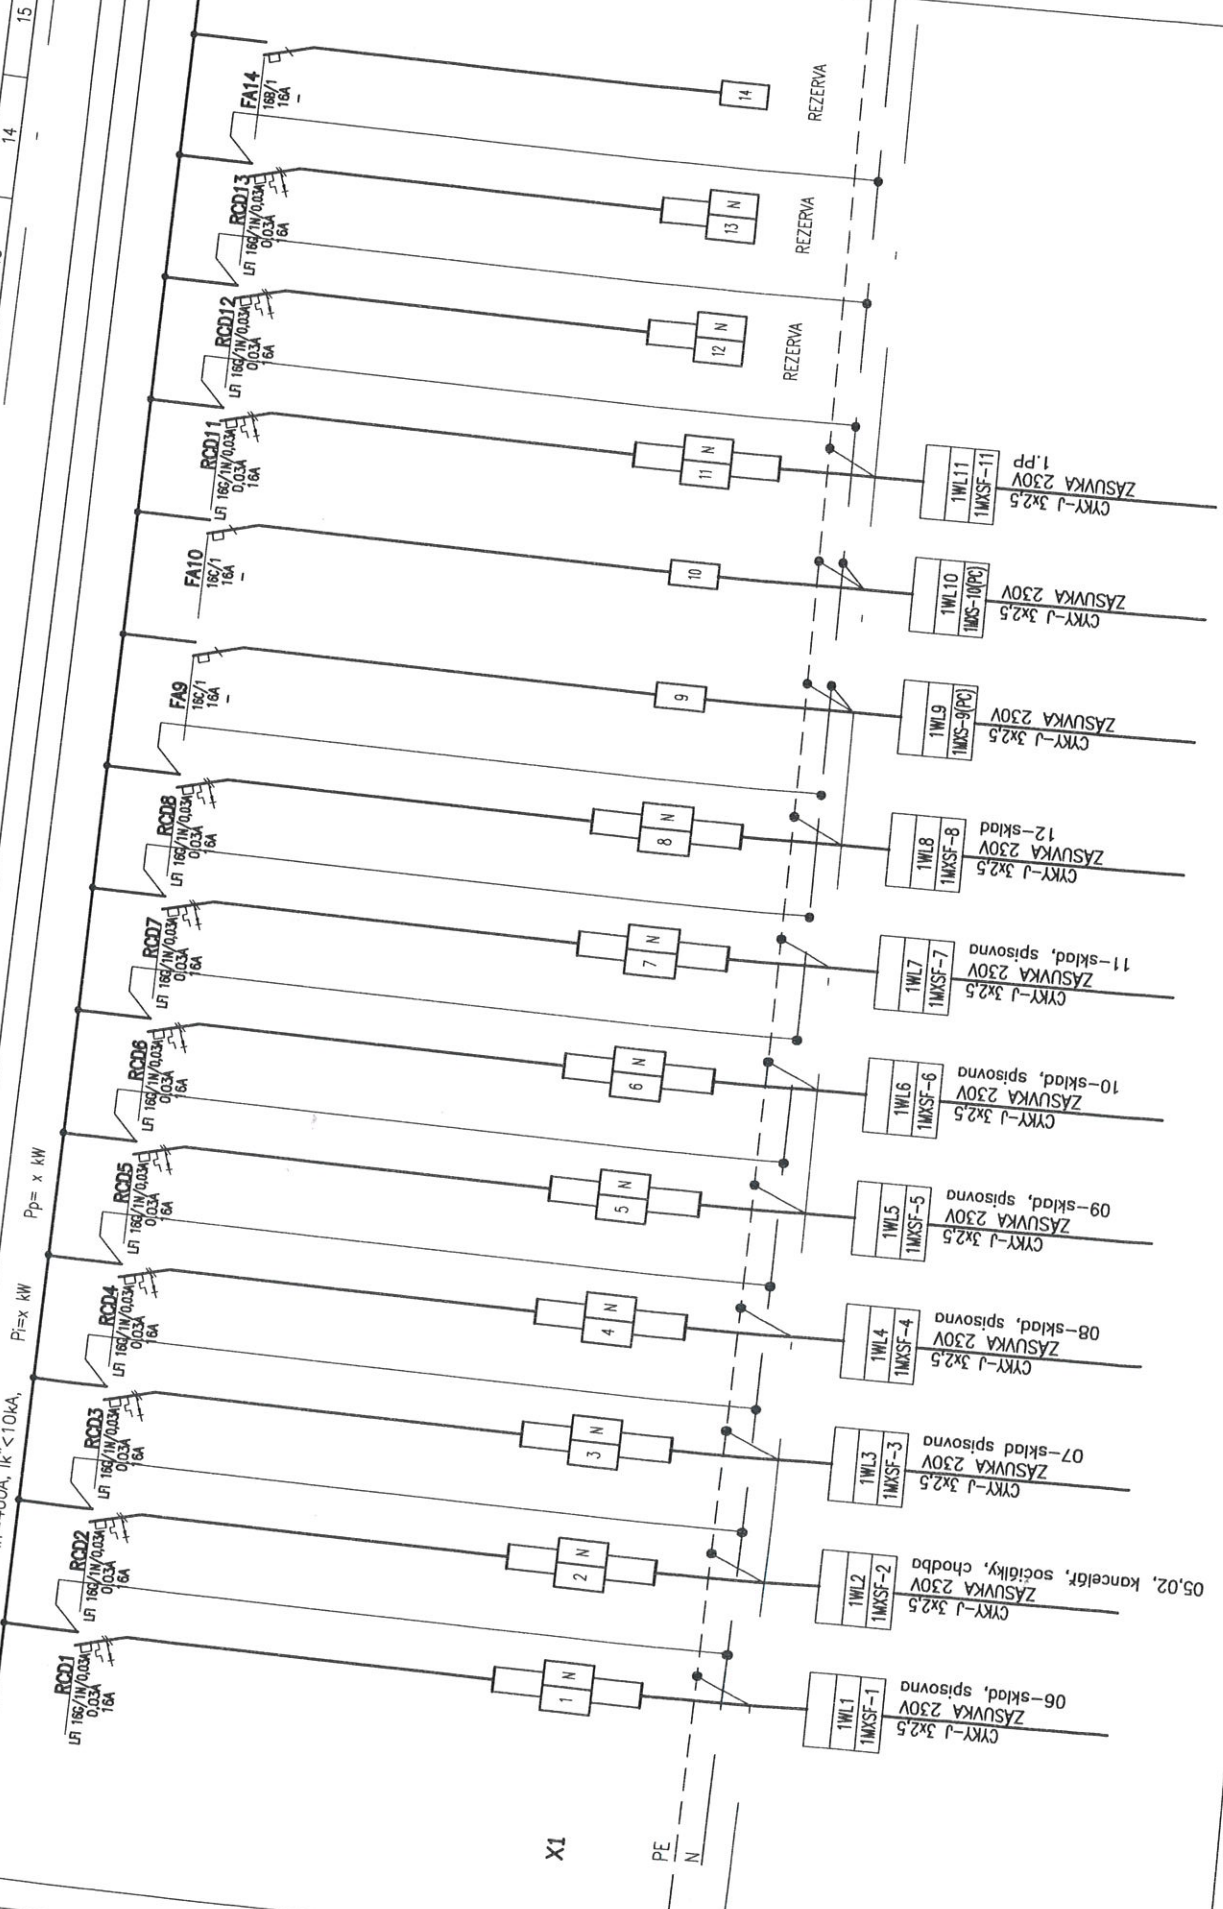 15
14
Ik"<10kA,
Pi=x kW
Pp= x kW
RCD1
LFI 16G/1N/0,03A
0,03A
16A
RCD2
LFI 16G/1N/0,03A
0,03A
16A
RCD3
LFI 16G/1N/0,03A
0,03A
16A
RCD4
LFI 16G/1N/0,03A
0,03A
16A
RCD5
LFI 16G/1N/0,03A
0,03A
16A
RCD6
LFI 16G/1N/0,03A
0,03A
16A
RCD7
LFI 16G/1N/0,03A
0,03A
16A
RCD8
LFI 16G/1N/0,03A
0,03A
16A
FA9
16C/1
16A
-
FA10
16C/1
16A
-
RCD11
LFI 16G/1N/0,03A
0,03A
16A
RCD12
LFI 16G/1N/0,03A
0,03A
16A
RCD13
LFI 16G/1N/0,03A
0,03A
16A
FA14
16B/1
16A
-
X1
1 N
2 N
3 N
4 N
5 N
6 N
7 N
8 N
9
10
11 N
12 N
13 N
14
REZERVA
REZERVA
REZERVA
PE
N
1WL1
1MXSF-1
CYKY-J 3x2,5
ZÁSUVKA 230V
06-sklad, spisovna
1WL2
1MXSF-2
CYKY-J 3x2,5
ZÁSUVKA 230V
05,02, kancelář, sociálky, chodba
1WL3
1MXSF-3
CYKY-J 3x2,5
ZÁSUVKA 230V
07-sklad spisovna
1WL4
1MXSF-4
CYKY-J 3x2,5
ZÁSUVKA 230V
08-sklad, spisovna
1WL5
1MXSF-5
CYKY-J 3x2,5
ZÁSUVKA 230V
09-sklad, spisovna
1WL6
1MXSF-6
CYKY-J 3x2,5
ZÁSUVKA 230V
10-sklad, spisovna
1WL7
1MXSF-7
CYKY-J 3x2,5
ZÁSUVKA 230V
11-sklad, spisovna
1WL8
1MXSF-8
CYKY-J 3x2,5
ZÁSUVKA 230V
12-sklad
1WL9
1MXS-9(PC)
CYKY-J 3x2,5
ZÁSUVKA 230V
1WL10
1MXS-10(PC)
CYKY-J 3x2,5
ZÁSUVKA 230V
1WL11
1MXSF-11
CYKY-J 3x2,5
ZÁSUVKA 230V
1.PP